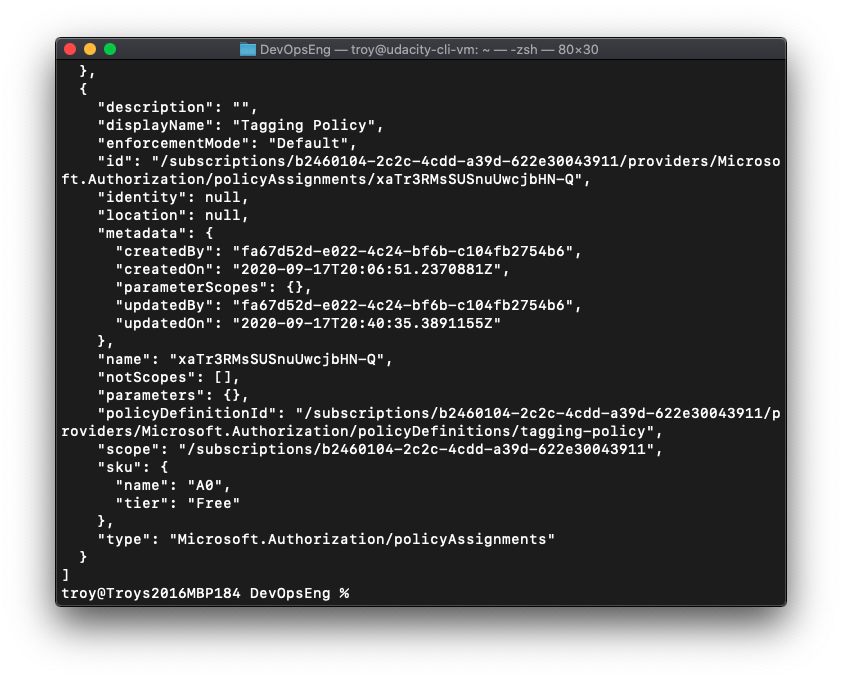 DevOpsEng — troy@udacity-cli-vm: ~ — -zsh — 80×30
  },
  {
    "description": "",
    "displayName": "Tagging Policy",
    "enforcementMode": "Default",
    "id": "/subscriptions/b2460104-2c2c-4cdd-a39d-622e30043911/providers/Microso
ft.Authorization/policyAssignments/xaTr3RMsSUSnuUwcjbHN-Q",
    "identity": null,
    "location": null,
    "metadata": {
      "createdBy": "fa67d52d-e022-4c24-bf6b-c104fb2754b6",
      "createdOn": "2020-09-17T20:06:51.2370881Z",
      "parameterScopes": {},
      "updatedBy": "fa67d52d-e022-4c24-bf6b-c104fb2754b6",
      "updatedOn": "2020-09-17T20:40:35.3891155Z"
    },
    "name": "xaTr3RMsSUSnuUwcjbHN-Q",
    "notScopes": [],
    "parameters": {},
    "policyDefinitionId": "/subscriptions/b2460104-2c2c-4cdd-a39d-622e30043911/p
roviders/Microsoft.Authorization/policyDefinitions/tagging-policy",
    "scope": "/subscriptions/b2460104-2c2c-4cdd-a39d-622e30043911",
    "sku": {
      "name": "A0",
      "tier": "Free"
    },
    "type": "Microsoft.Authorization/policyAssignments"
  }
]
troy@Troys2016MBP184 DevOpsEng %